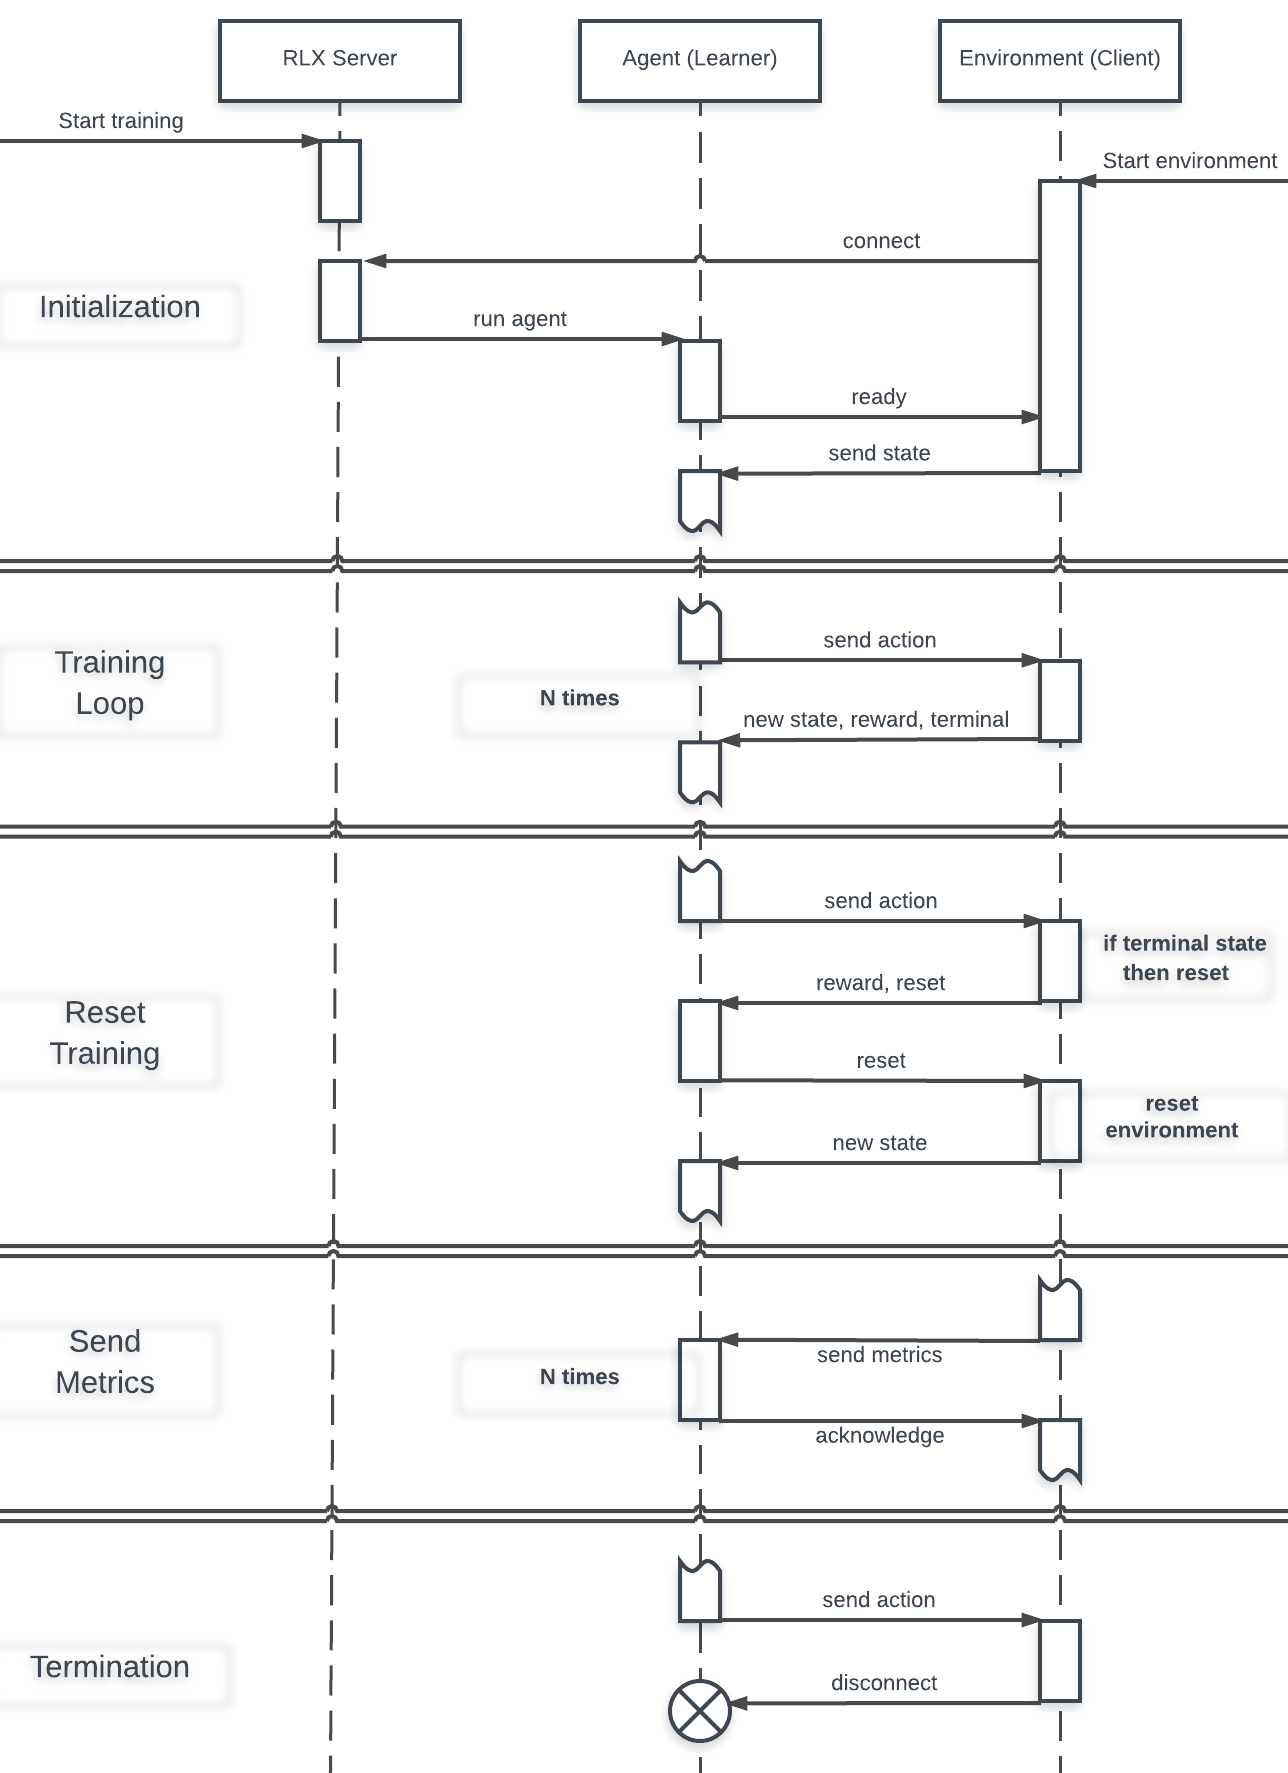 RLX Server
Agent (Learner)
Environment (Client)
Start training
Start environment
connect
Initialization
run agent
ready
send state
send action
Training
Loop
N times
new state, reward, terminal
send action
if terminal state
then reset
reward, reset
Reset
Training
reset
reset
environment
new state
Send
Metrics
send metrics
N times
acknowledge
send action
Termination
disconnect